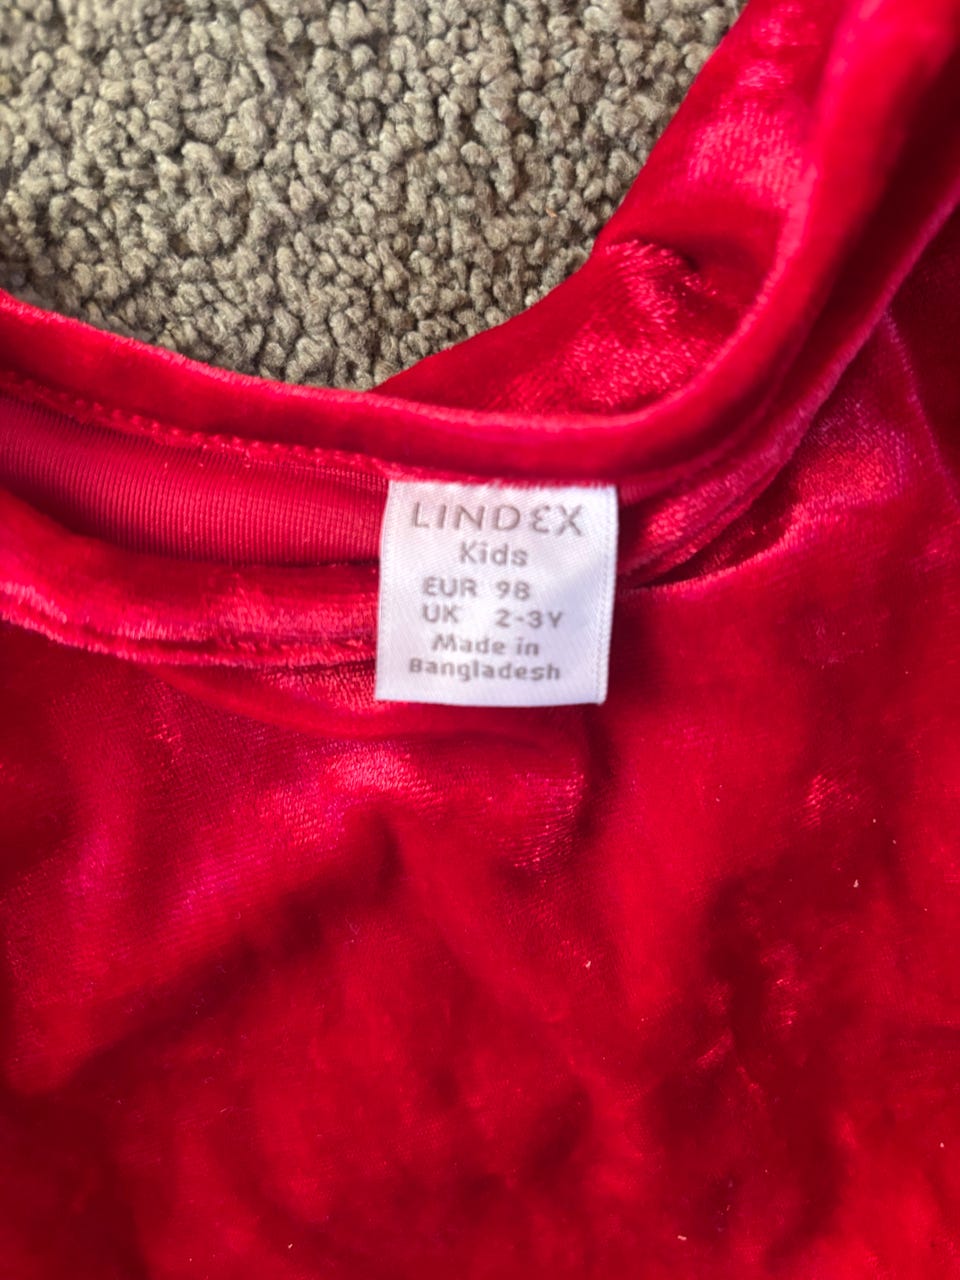 LINDEX
Kids
EUR 98
UK 2-3Y
Made in
Bangladesh